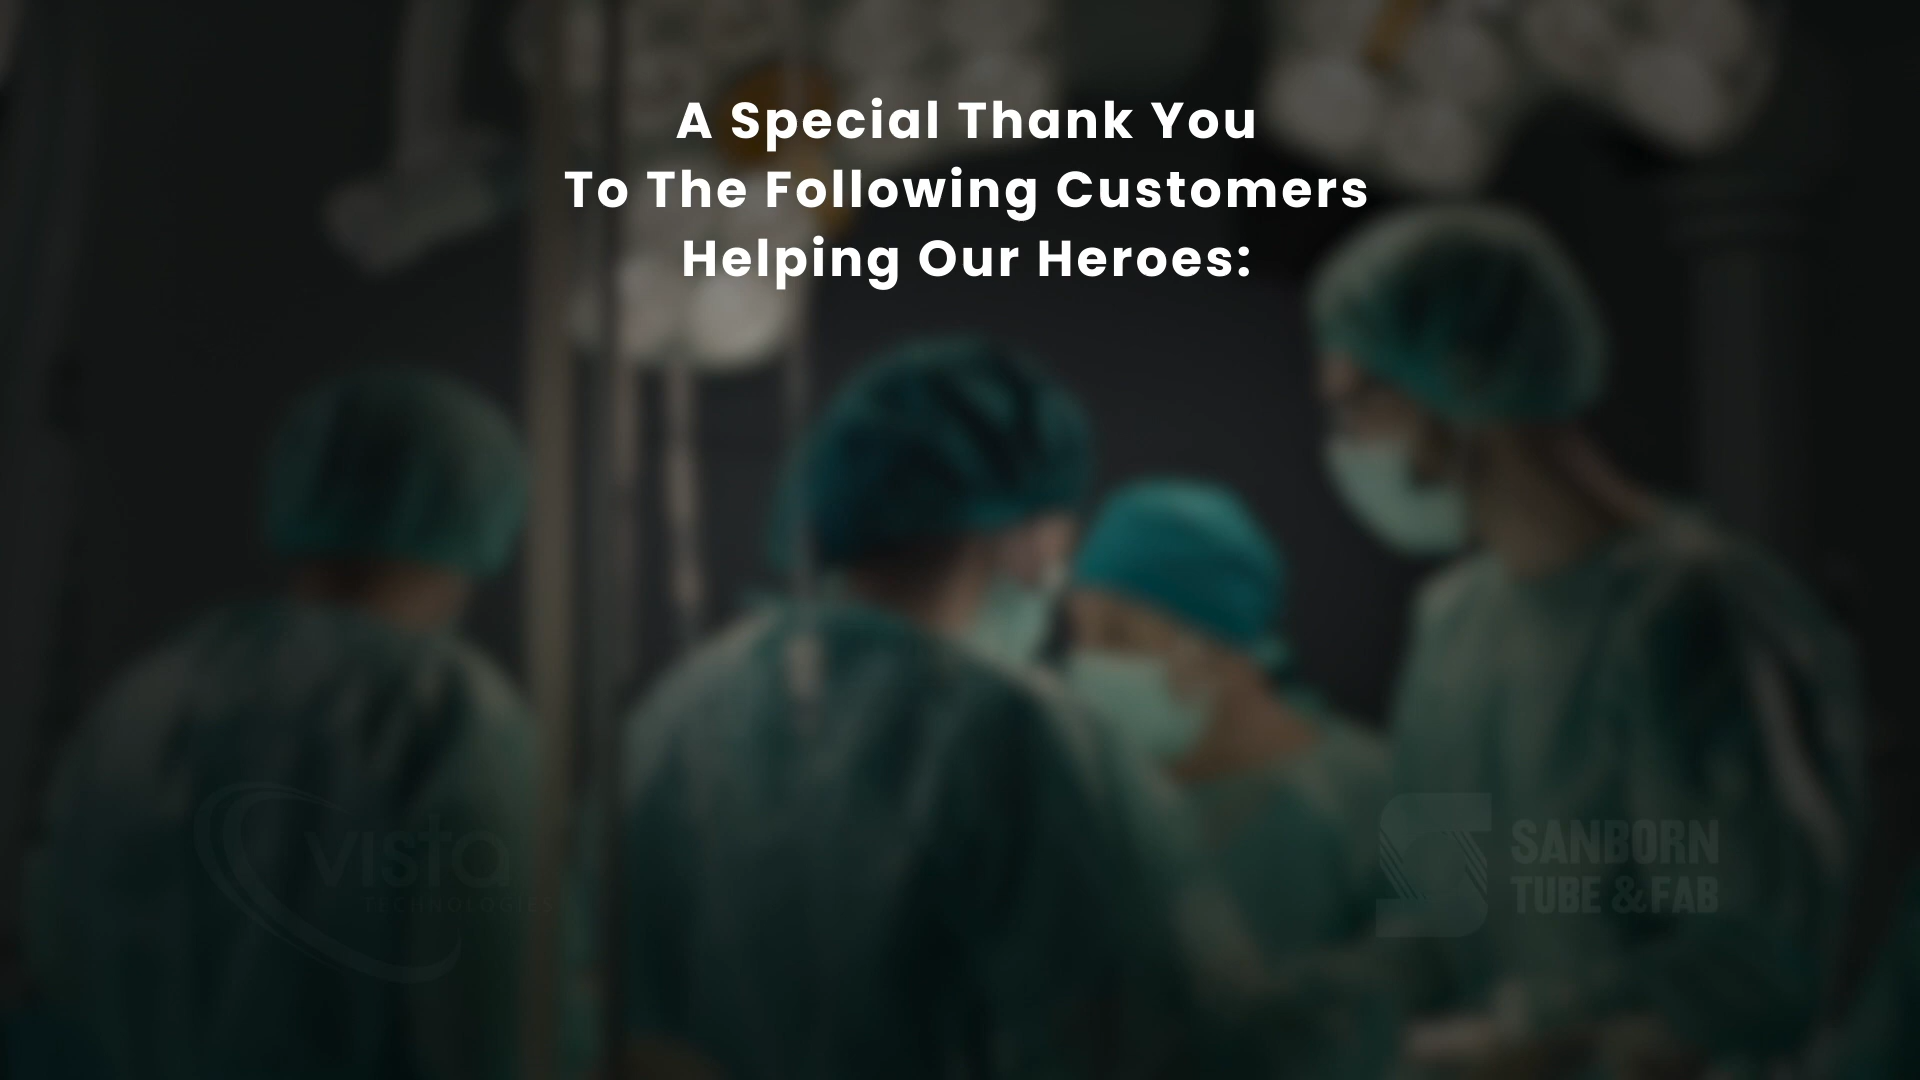 A Special Thank You
To The Following Customers
Helping Our Heroes:
vista
TECHNOLOGIES
SANBORN
TUBE & FAB